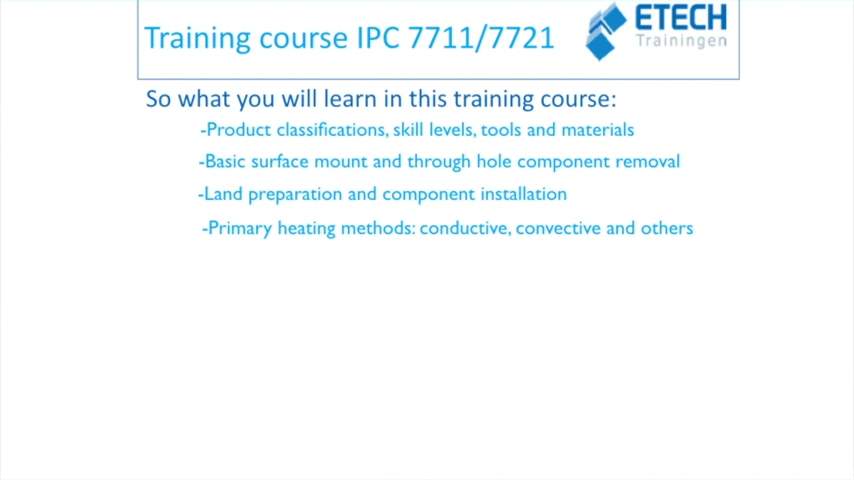 Training course IPC 7711/7721
ETECH
Trainingen
So what you will learn in this training course:
-Product classifications, skill levels, tools and materials
-Basic surface mount and through hole component removal
-Land preparation and component installation
-Primary heating methods: conductive, convective and others